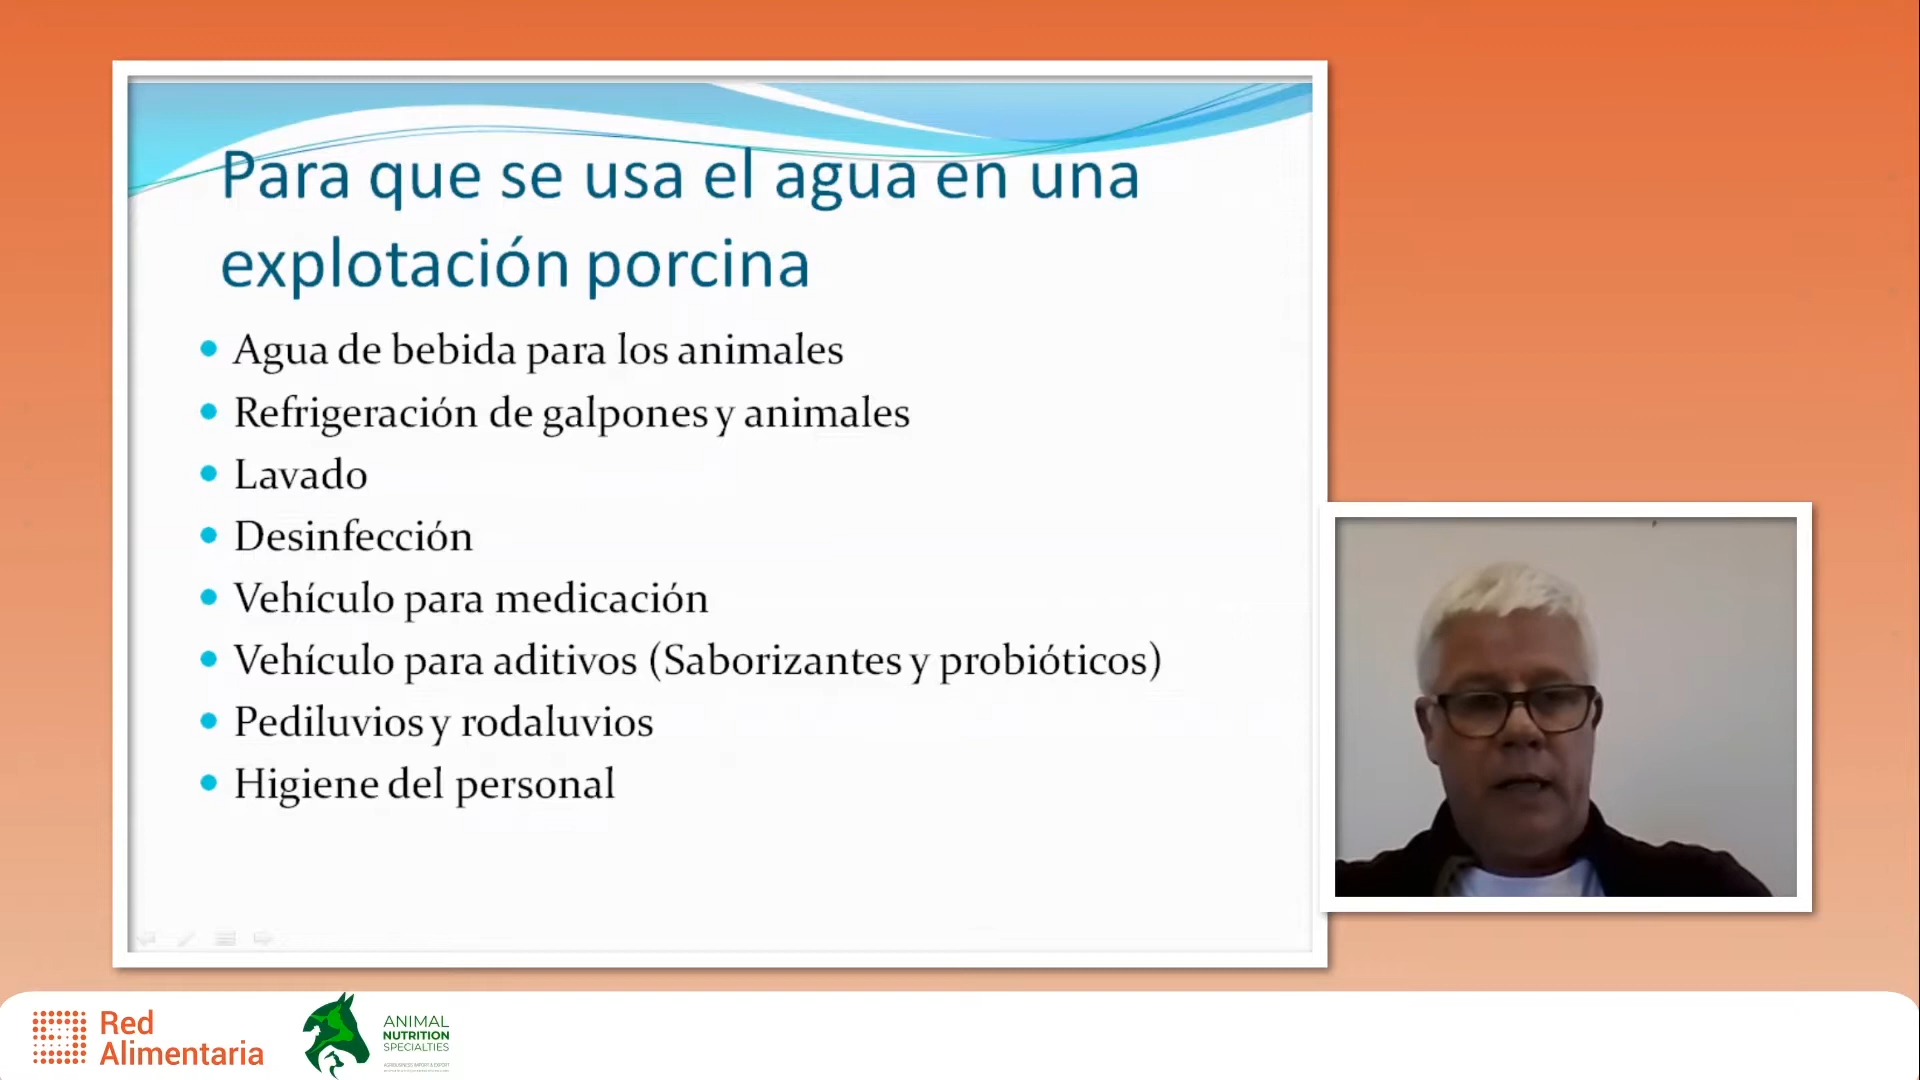 Para que se usa el agua en una
explotación porcina
Agua de bebida para los animales
Refrigeración de galpones y animales
Lavado
Desinfección
Vehículo para medicación
Vehículo para aditivos (Saborizantes y probióticos)
Pediluvios y rodaluvios
Higiene del personal
Red
Alimentaria
ANIMAL
NUTRITION
SPECIALTIES